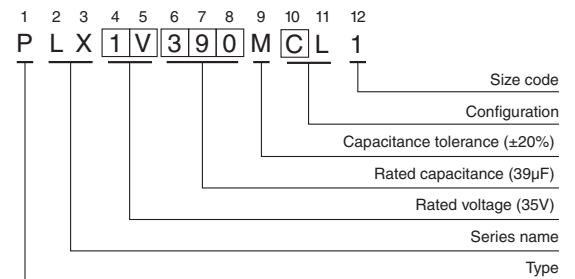 1 2 3 4 5 6 7 8 9 10 11 12
P L X 1 V 3 9 0 M C L 1
Size code
Configuration
Capacitance tolerance (±20%)
Rated capacitance (39µF)
Rated voltage (35V)
Series name
Type